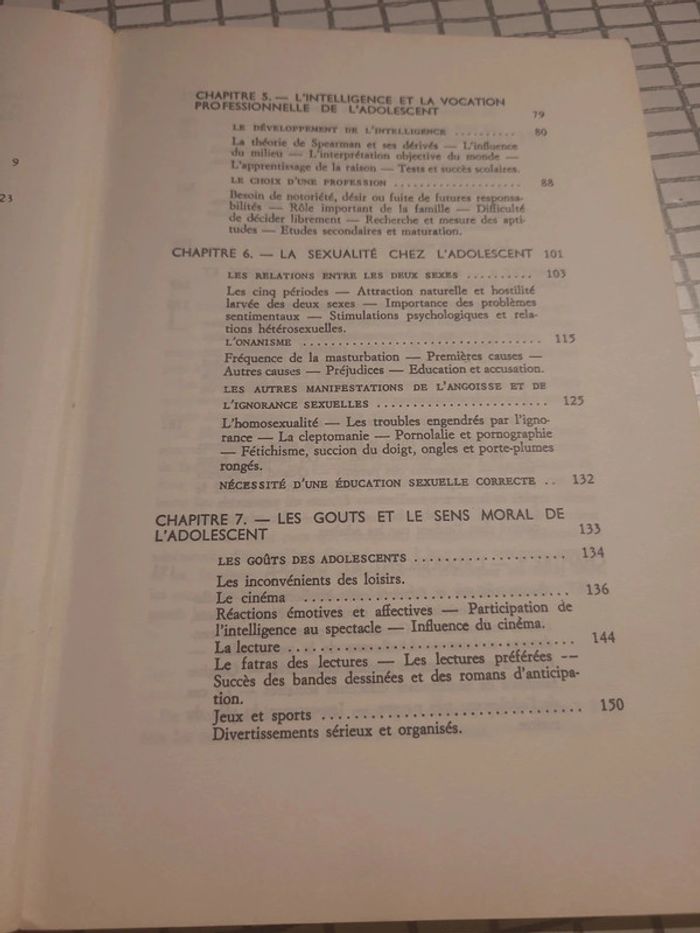 9
23
CHAPITRE 5. — L'INTELLIGENCE ET LA VOCATION
PROFESSIONNELLE DE L'ADOLESCENT 79
LE DÉVELOPPEMENT DE L'INTELLIGENCE .......... 80
La théorie de Spearman et ses dérivés — L'influence
du milieu — L'interprétation objective du monde —
L'apprentissage de la raison — Tests et succès scolaires.
LE CHOIX D'UNE PROFESSION .................... 88
Besoin de notoriété, désir ou fuite de futures responsa-
bilités — Rôle important de la famille — Difficulté
de décider librement — Recherche et mesure des apti-
tudes — Etudes secondaires et maturation.
CHAPITRE 6. — LA SEXUALITÉ CHEZ L'ADOLESCENT 101
LES RELATIONS ENTRE LES DEUX SEXES .......... 103
Les cinq périodes — Attraction naturelle et hostilité
larvée des deux sexes — Importance des problèmes
sentimentaux — Stimulations psychologiques et rela-
tions hétérosexuelles.
L'ONANISME .................................. 115
Fréquence de la masturbation — Premières causes —
Autres causes — Préjudices — Education et accusation.
LES AUTRES MANIFESTATIONS DE L'ANGOISSE ET DE
L'IGNORANCE SEXUELLES ........................ 125
L'homosexualité — Les troubles engendrés par l'igno-
rance — La cleptomanie — Pornolalie et pornographie
— Fétichisme, succion du doigt, ongles et porte-plumes
rongés.
NÉCESSITÉ D'UNE ÉDUCATION SEXUELLE CORRECTE .. 132
CHAPITRE 7. — LES GOUTS ET LE SENS MORAL DE
L'ADOLESCENT 133
LES GOÛTS DES ADOLESCENTS .................... 134
Les inconvénients des loisirs.
Le cinéma .................................. 136
Réactions émotives et affectives — Participation de
l'intelligence au spectacle — Influence du cinéma.
La lecture .................................. 144
Le fatras des lectures — Les lectures préférées --
Succès des bandes dessinées et des romans d'anticipa-
tion.
Jeux et sports ................................ 150
Divertissements sérieux et organisés.